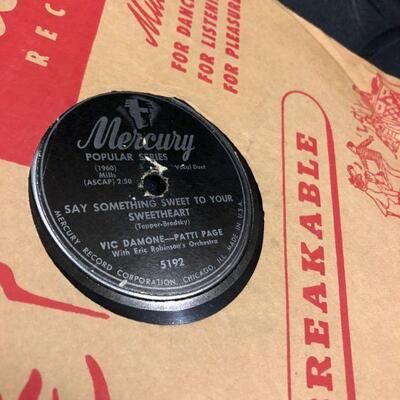 REC
FOR DANC
FOR LISTEN
FOR PLEASUR
Mercury
POPULAR SERIES
(1960)
Vocal Duet
Mills
(ASCAP) 2:50
SAY SOMETHING SWEET TO YOUR
SWEETHEART
(Tepper-Brodsky)
VIC DAMONE—PATTI PAGE
With Eric Robinson's Orchestra
5192
MERCURY RECORD CORPORATION, CHICAGO, ILL. MADE IN U.S.A.
BREAKABLE